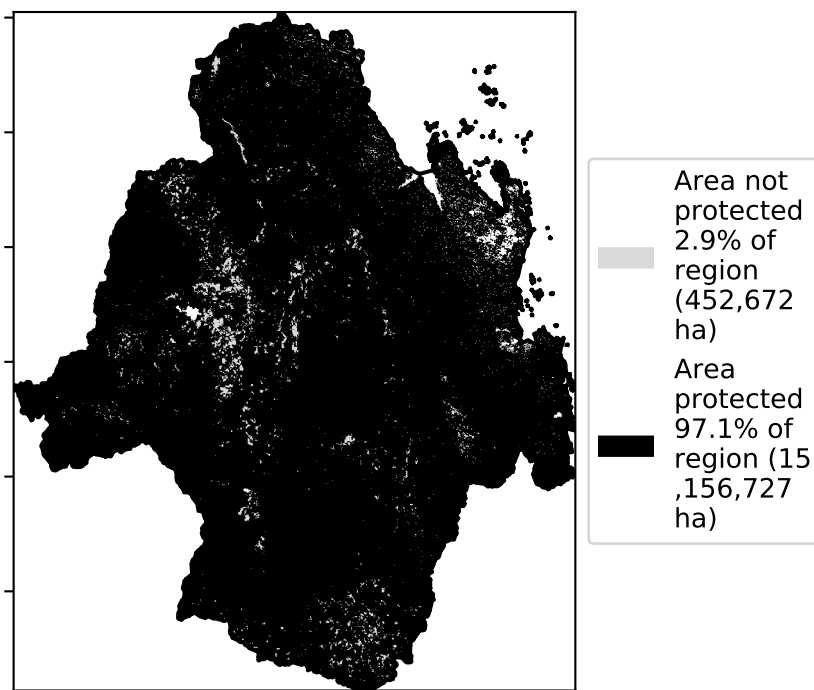 Area not
protected
2.9% of
region
(452,672
ha)
Area
protected
97.1% of
region (15
,156,727
ha)